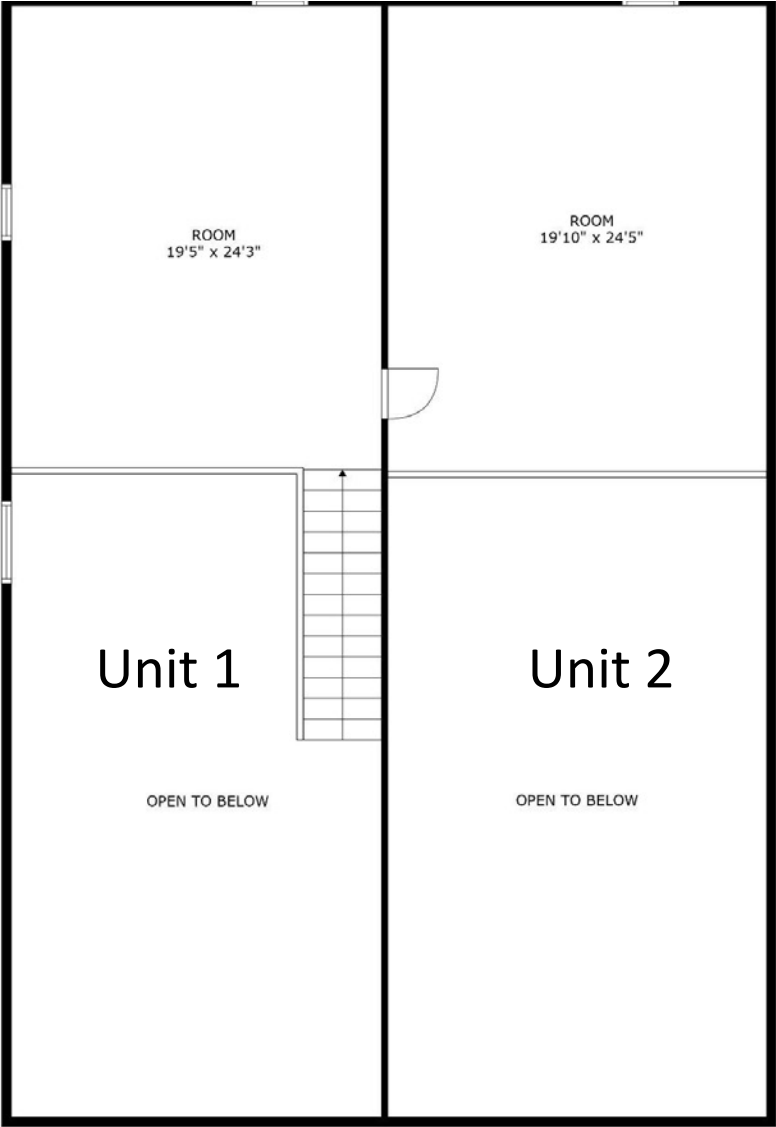 ROOM
19'5" x 24'3"
ROOM
19'10" x 24'5"
Unit 1
Unit 2
OPEN TO BELOW
OPEN TO BELOW